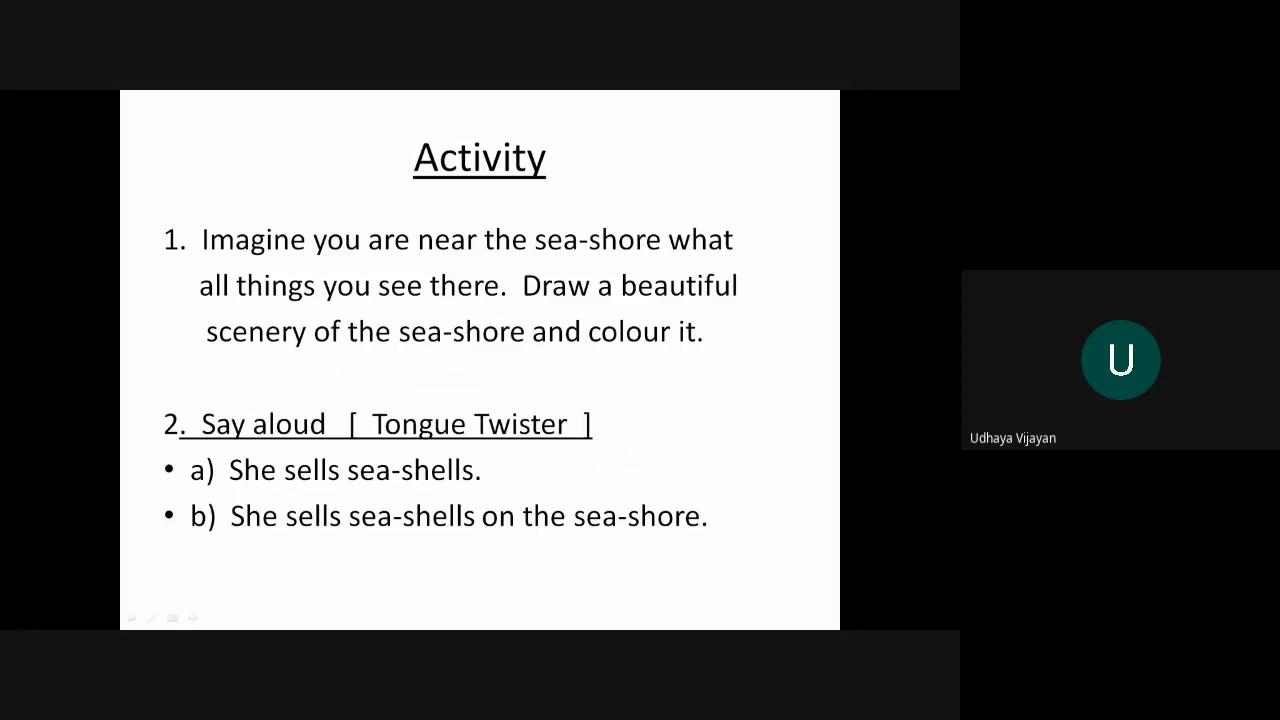 Activity
1. Imagine you are near the sea-shore what
all things you see there. Draw a beautiful
scenery of the sea-shore and colour it.
2. Say aloud [ Tongue Twister ]
• a) She sells sea-shells.
• b) She sells sea-shells on the sea-shore.
U
Udhaya Vijayan